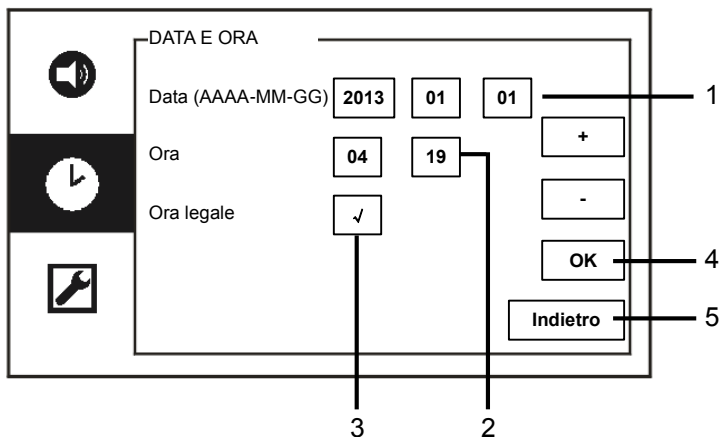 DATA E ORA
Data (AAAA-MM-GG) 2013 01 01 1
+
Ora 04 19
-
Ora legale √
OK 4
Indietro 5
3 2